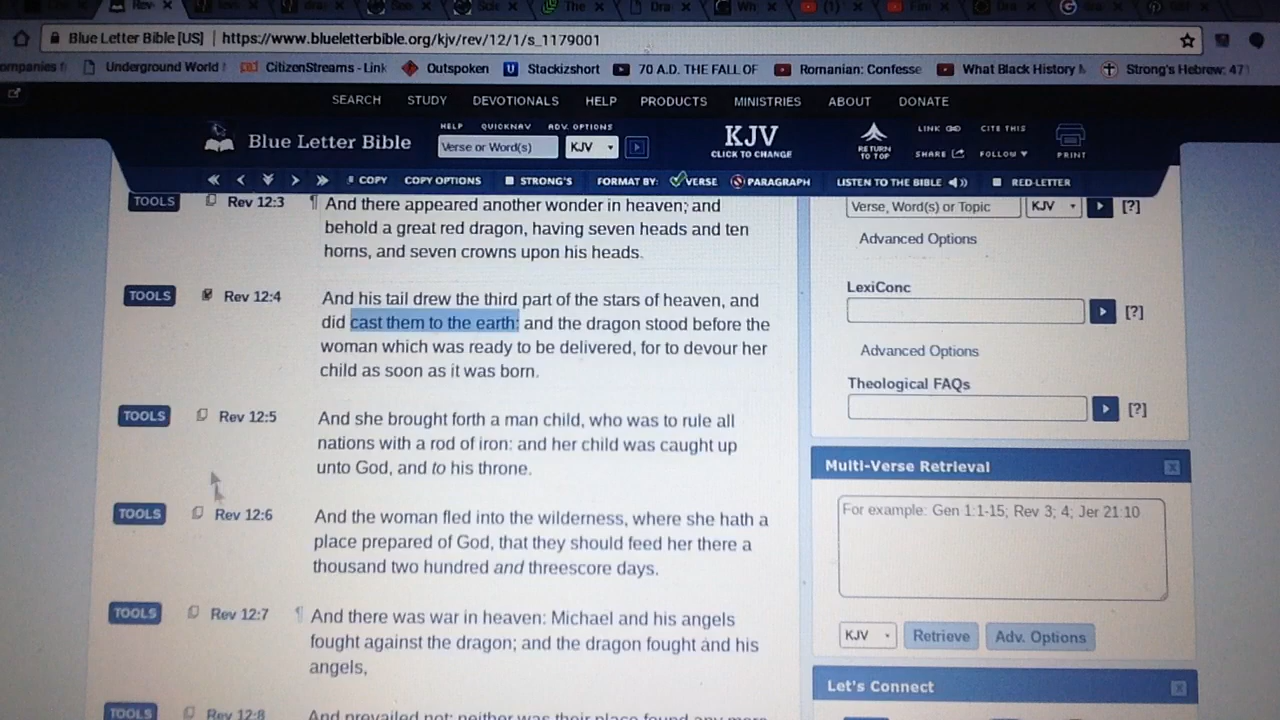 Blue Letter Bible [US] https://www.blueletterbible.org/kjv/rev/12/1/s_1179001
Underground World CitizenStreams - Link Outspoken Stackizshort 70 A.D. THE FALL OF Romanian: Confesse What Black History Strong's Hebrew: 47
SEARCH STUDY DEVOTIONALS HELP PRODUCTS MINISTRIES ABOUT DONATE
HELP QUICKNAV ADV. OPTIONS
Blue Letter Bible Verse or Word(s) KJV
KJV
CLICK TO CHANGE
RETURN
TO TOP
LINK CITE THIS
SHARE FOLLOW
PRINT
COPY COPY OPTIONS STRONG'S FORMAT BY: VERSE PARAGRAPH LISTEN TO THE BIBLE RED-LETTER
TOOLS Rev 12:3 ¶ And there appeared another wonder in heaven; and
behold a great red dragon, having seven heads and ten
horns, and seven crowns upon his heads.
TOOLS Rev 12:4 And his tail drew the third part of the stars of heaven, and
did cast them to the earth: and the dragon stood before the
woman which was ready to be delivered, for to devour her
child as soon as it was born.
TOOLS Rev 12:5 And she brought forth a man child, who was to rule all
nations with a rod of iron: and her child was caught up
unto God, and to his throne.
TOOLS Rev 12:6 And the woman fled into the wilderness, where she hath a
place prepared of God, that they should feed her there a
thousand two hundred and threescore days.
TOOLS Rev 12:7 ¶ And there was war in heaven: Michael and his angels
fought against the dragon; and the dragon fought and his
angels,
TOOLS Rev 12:8 And prevailed not; neither was their place found any more
Verse, Word(s) or Topic KJV [?]
Advanced Options
LexiConc
[?]
Advanced Options
Theological FAQs
[?]
Multi-Verse Retrieval
For example: Gen 1:1-15; Rev 3; 4; Jer 21:10
KJV Retrieve Adv. Options
Let's Connect